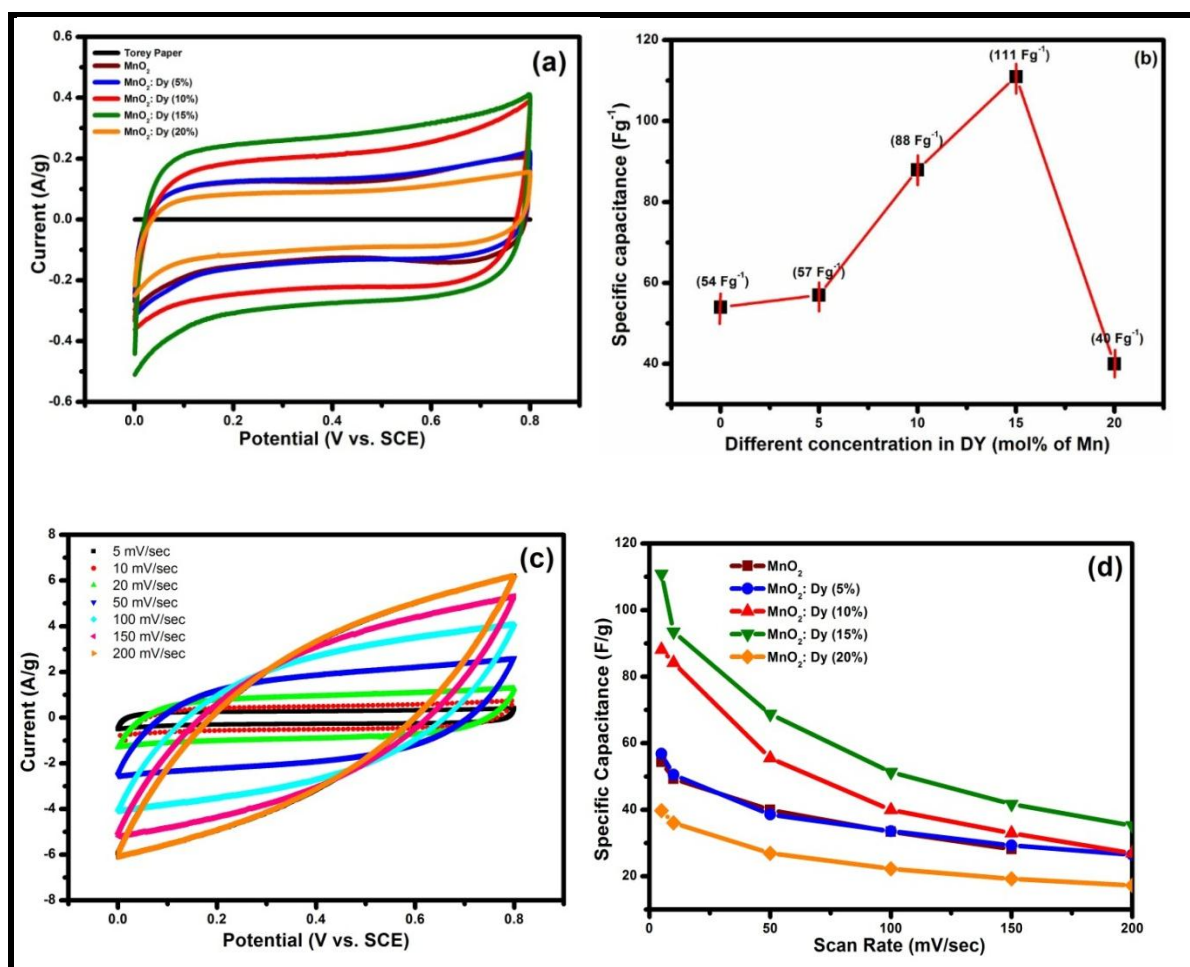 (a)
Torey Paper
MnO₂
MnO₂: Dy (5%)
MnO₂: Dy (10%)
MnO₂: Dy (15%)
MnO₂: Dy (20%)
0.6
0.4
0.2
0.0
-0.2
-0.4
-0.6
Current (A/g)
0.0 0.2 0.4 0.6 0.8
Potential (V vs. SCE)
(b)
120
100
80
60
40
Specific capacitance (Fg⁻¹)
(54 Fg⁻¹)
(57 Fg⁻¹)
(88 Fg⁻¹)
(111 Fg⁻¹)
(40 Fg⁻¹)
0 5 10 15 20
Different concentration in DY (mol% of Mn)
(c)
5 mV/sec
10 mV/sec
20 mV/sec
50 mV/sec
100 mV/sec
150 mV/sec
200 mV/sec
8
6
4
2
0
-2
-4
-6
-8
Current (A/g)
0.0 0.2 0.4 0.6 0.8
Potential (V vs. SCE)
(d)
MnO₂
MnO₂: Dy (5%)
MnO₂: Dy (10%)
MnO₂: Dy (15%)
MnO₂: Dy (20%)
120
100
80
60
40
20
Specific Capacitance (F/g)
0 50 100 150 200
Scan Rate (mV/sec)